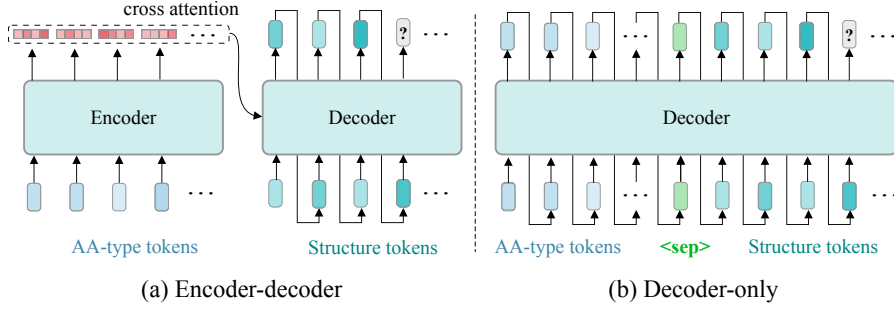 cross attention
?
Encoder
Decoder
AA-type tokens
Structure tokens
(a) Encoder-decoder
?
Decoder
AA-type tokens
<sep>
Structure tokens
(b) Decoder-only